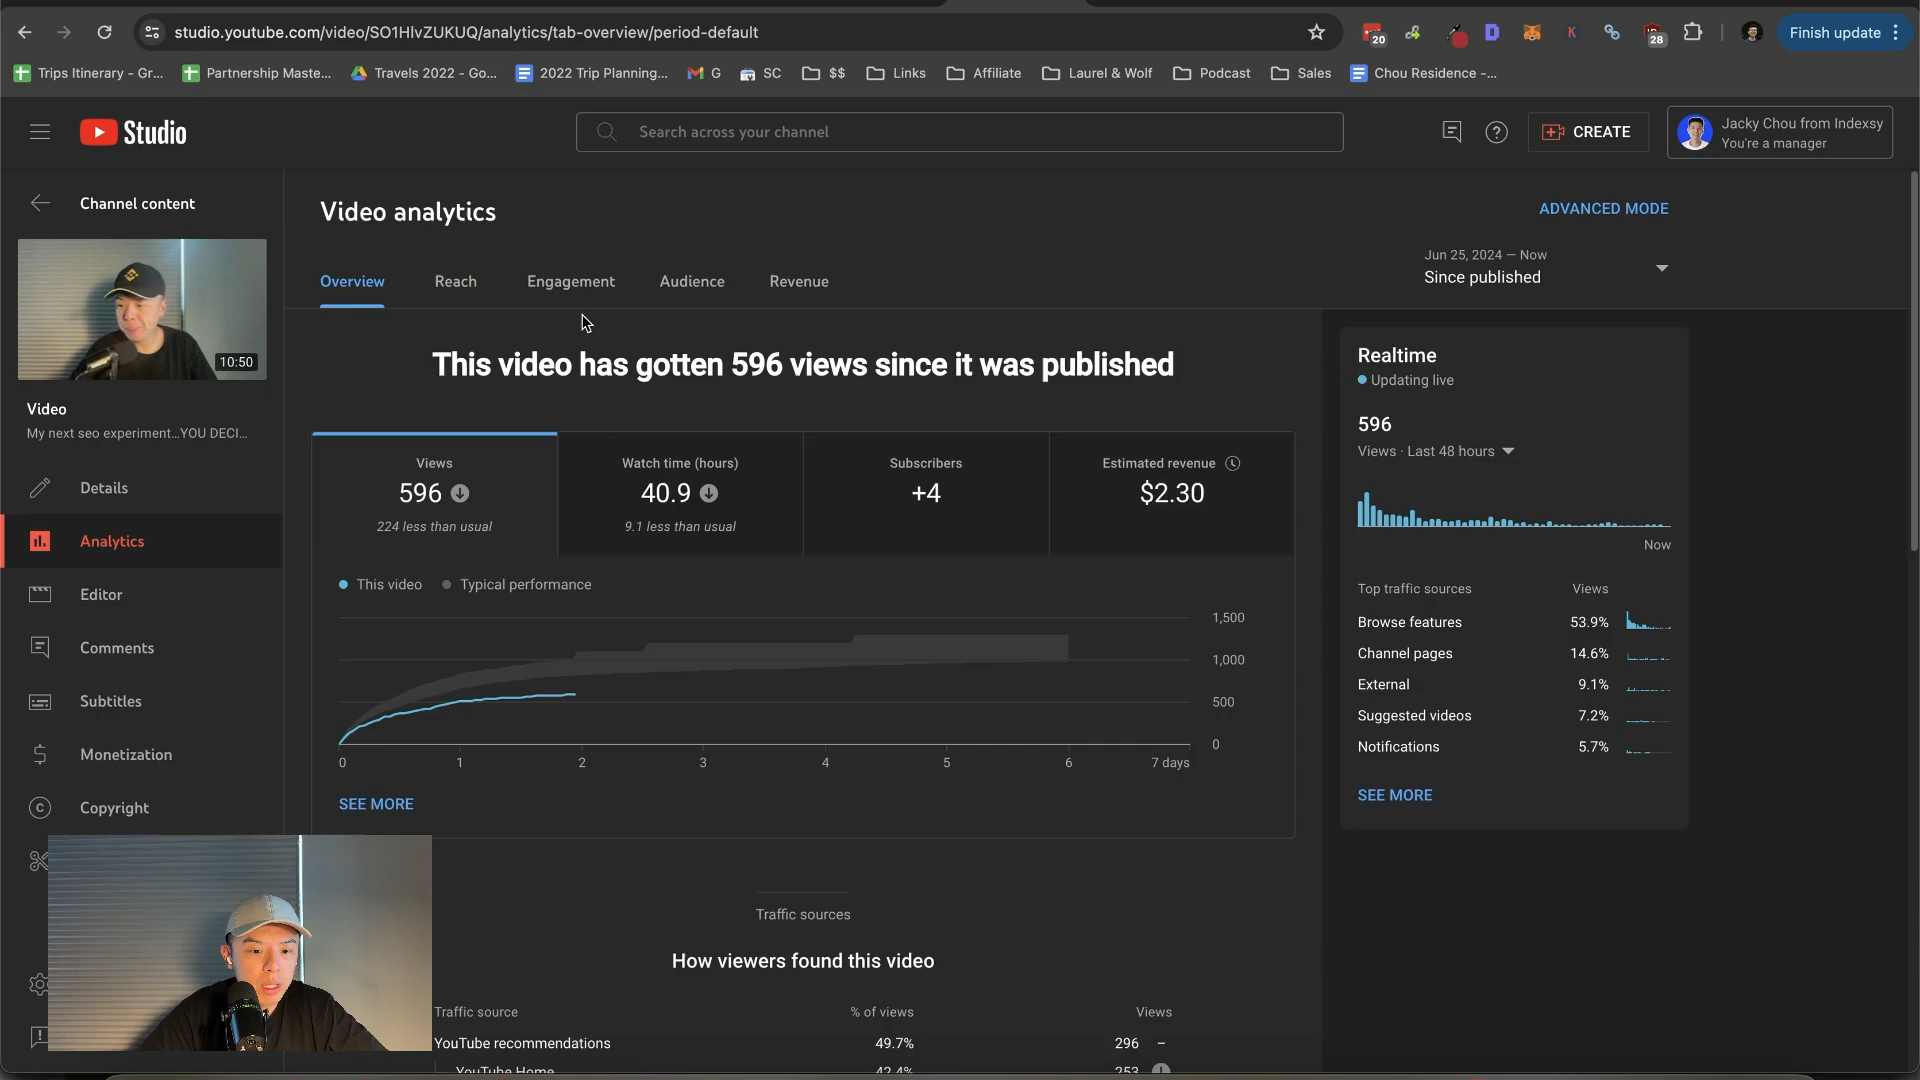 studio.youtube.com/video/SO1HIvZUKUQ/analytics/tab-overview/period-default
20
28
Finish update
Trips Itinerary - Gr...
Partnership Maste...
Travels 2022 - Go...
2022 Trip Planning...
G
SC
$$
Links
Affiliate
Laurel & Wolf
Podcast
Sales
Chou Residence -...
Studio
Search across your channel
CREATE
Jacky Chou from Indexsy
You're a manager
Channel content
10:50
Video
My next seo experiment...YOU DECI...
Details
Analytics
Editor
Comments
Subtitles
Monetization
Copyright
Video analytics
ADVANCED MODE
Overview
Reach
Engagement
Audience
Revenue
Jun 25, 2024 – Now
Since published
This video has gotten 596 views since it was published
Views
596
224 less than usual
Watch time (hours)
40.9
9.1 less than usual
Subscribers
+4
Estimated revenue
$2.30
This video
Typical performance
1,500
1,000
500
0
0
1
2
3
4
5
6
7 days
SEE MORE
Traffic sources
How viewers found this video
Traffic source
% of views
Views
YouTube recommendations
49.7%
296 –
YouTube Home
42.4%
253
Realtime
Updating live
596
Views · Last 48 hours
Now
Top traffic sources
Views
Browse features
53.9%
Channel pages
14.6%
External
9.1%
Suggested videos
7.2%
Notifications
5.7%
SEE MORE